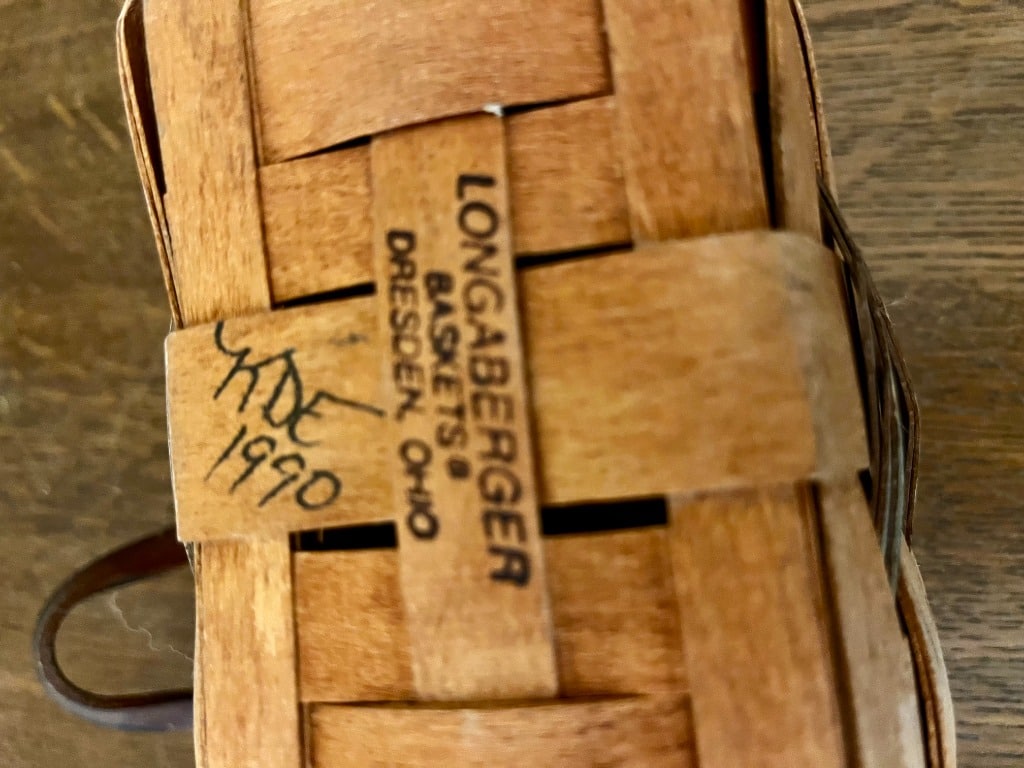 LONGABERGER
BASKETS ®
DRESDEN, OHIO
1990